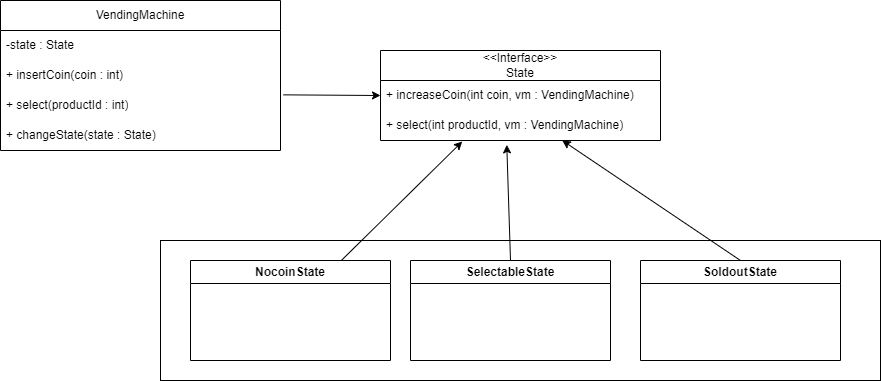 VendingMachine
-state : State
+ insertCoin(coin : int)
+ select(productId : int)
+ changeState(state : State)
<<Interface>>
State
+ increaseCoin(int coin, vm : VendingMachine)
+ select(int productId, vm : VendingMachine)
NocoinState
SelectableState
SoldoutState